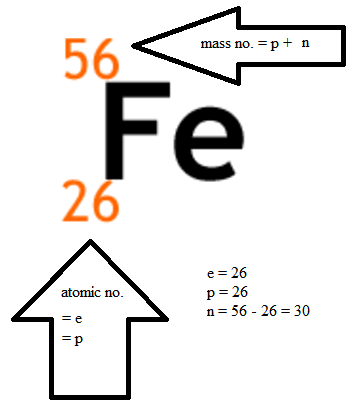 56
mass no. = p + n
Fe
26
atomic no.
= e
= p
e = 26
p = 26
n = 56 - 26 = 30